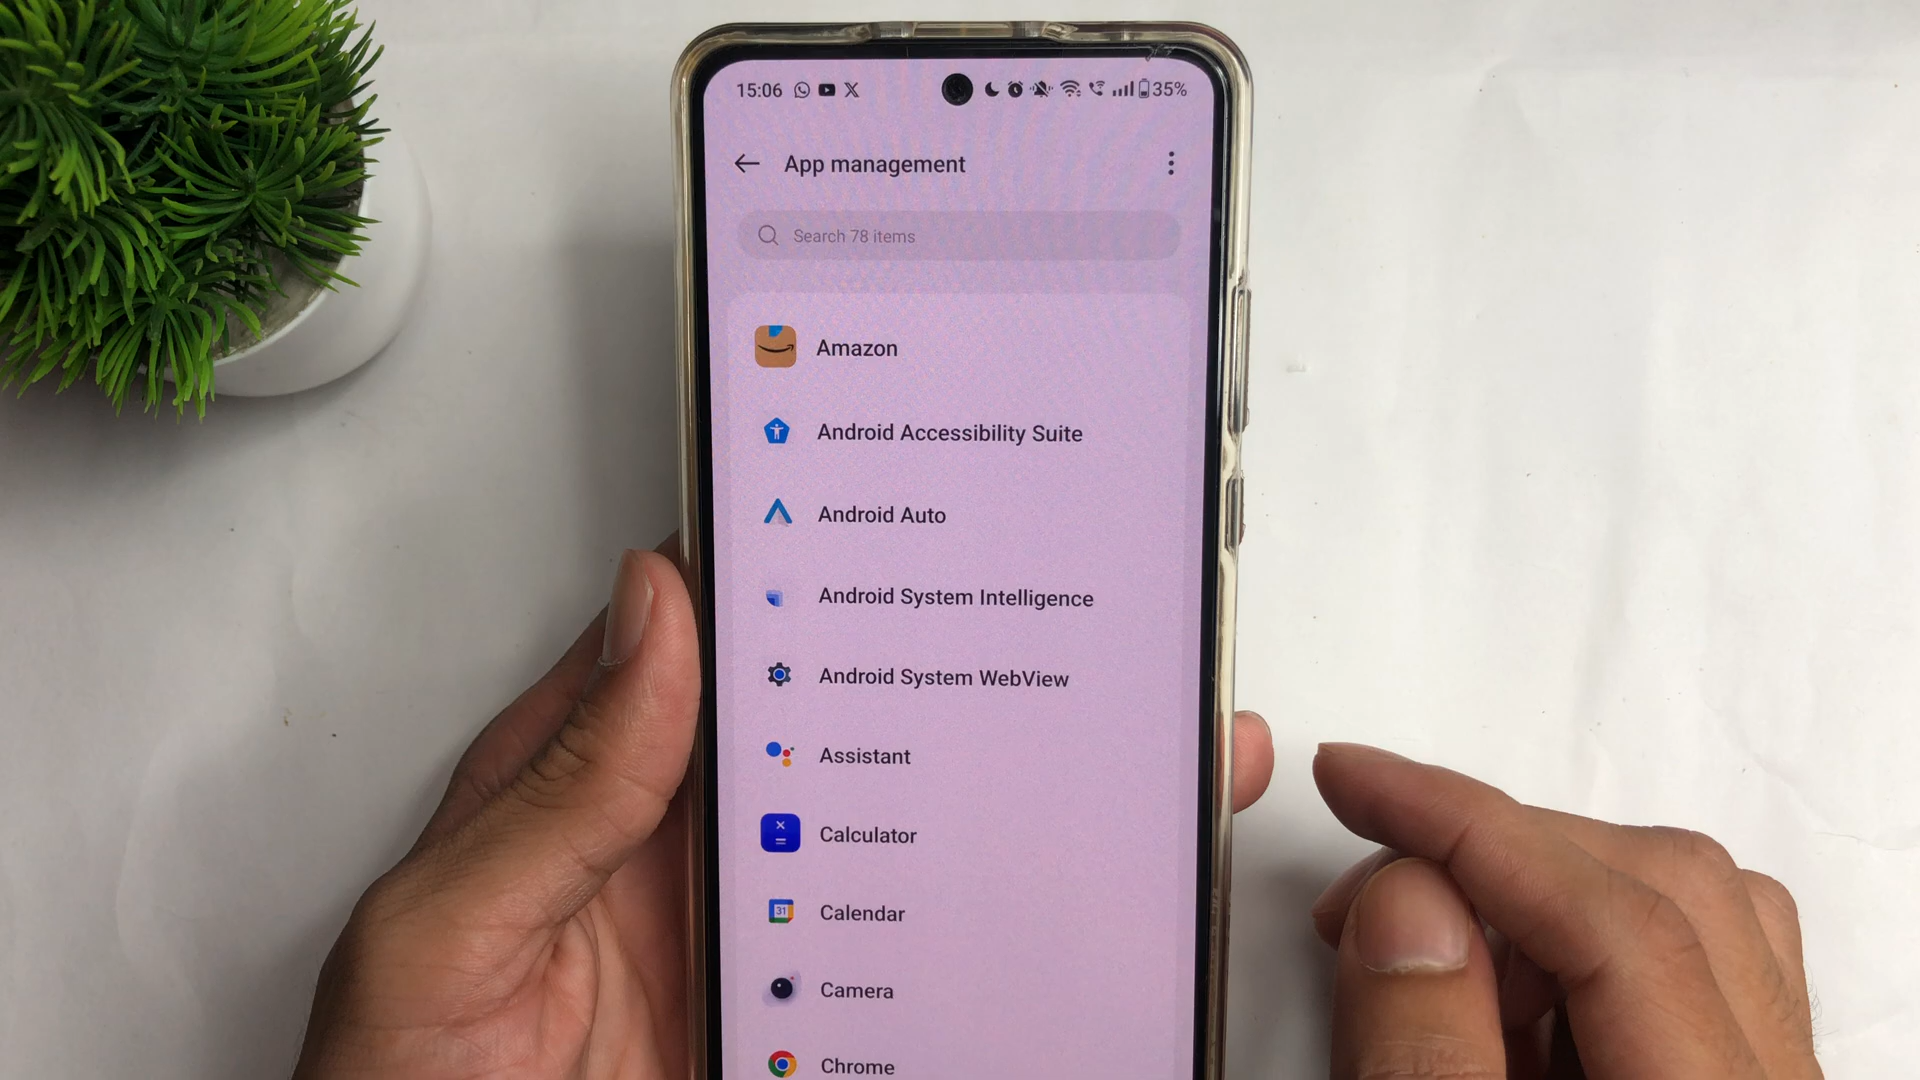 15:06 35%
App management
Search 78 items
Amazon
Android Accessibility Suite
Android Auto
Android System Intelligence
Android System WebView
Assistant
Calculator
31
Calendar
Camera
Chrome